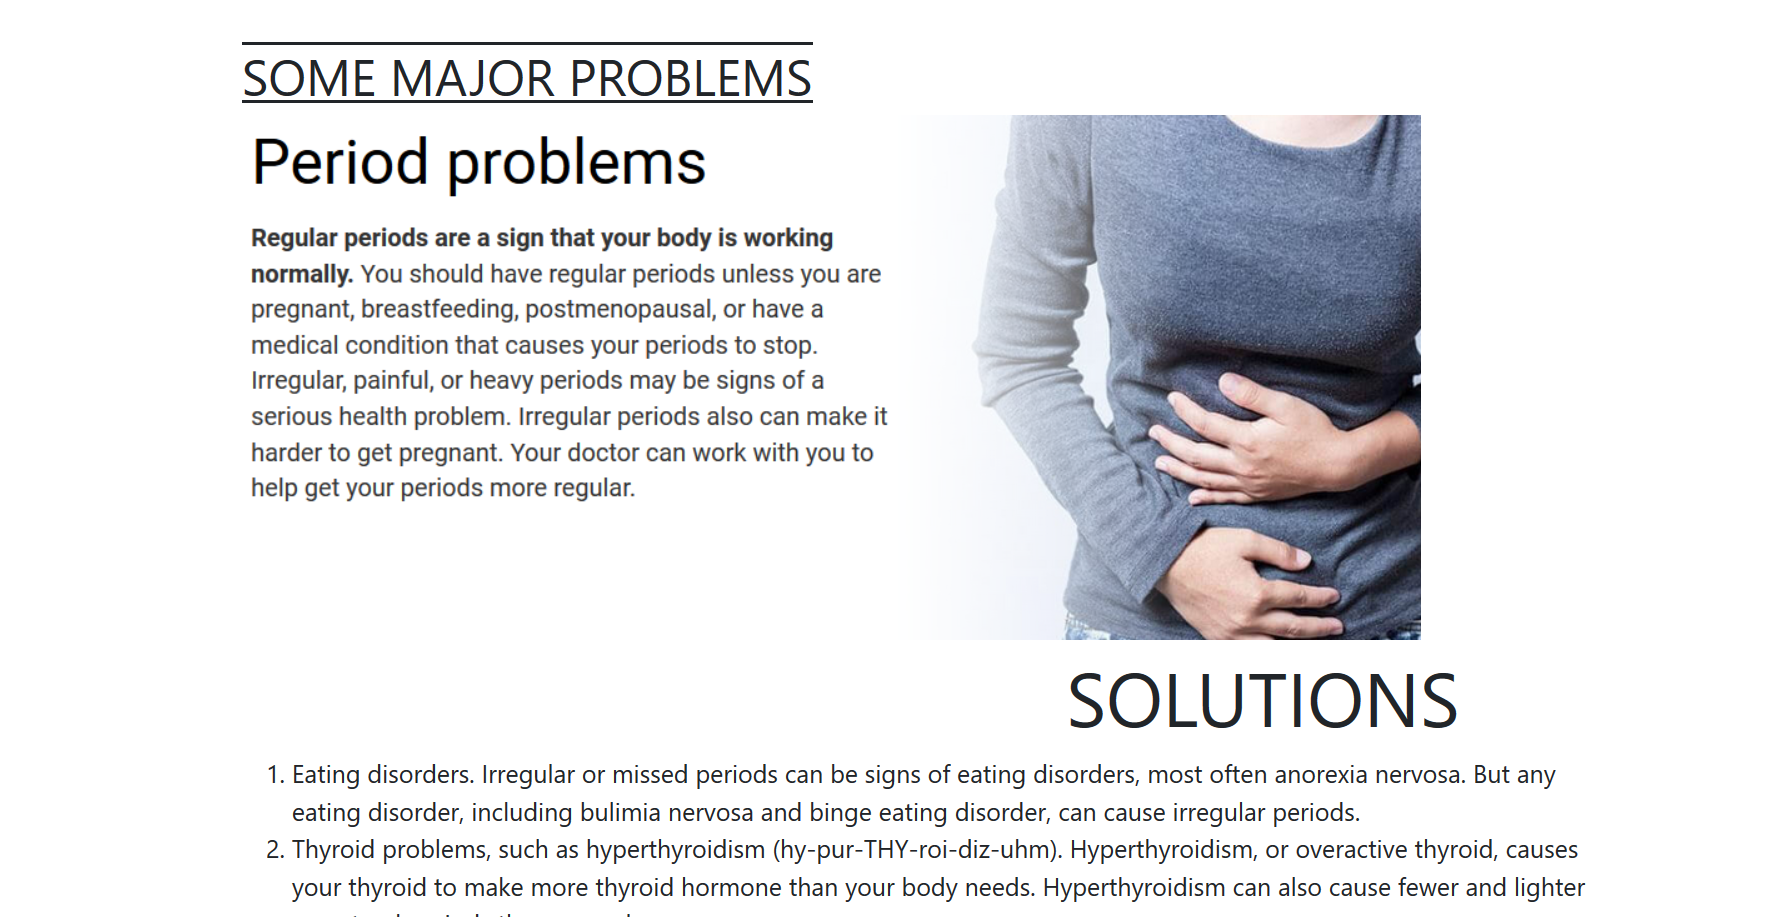 SOME MAJOR PROBLEMS
Period problems
Regular periods are a sign that your body is working
normally. You should have regular periods unless you are
pregnant, breastfeeding, postmenopausal, or have a
medical condition that causes your periods to stop.
Irregular, painful, or heavy periods may be signs of a
serious health problem. Irregular periods also can make it
harder to get pregnant. Your doctor can work with you to
help get your periods more regular.
SOLUTIONS
1. Eating disorders. Irregular or missed periods can be signs of eating disorders, most often anorexia nervosa. But any
eating disorder, including bulimia nervosa and binge eating disorder, can cause irregular periods.
2. Thyroid problems, such as hyperthyroidism (hy-pur-THY-roi-diz-uhm). Hyperthyroidism, or overactive thyroid, causes
your thyroid to make more thyroid hormone than your body needs. Hyperthyroidism can also cause fewer and lighter